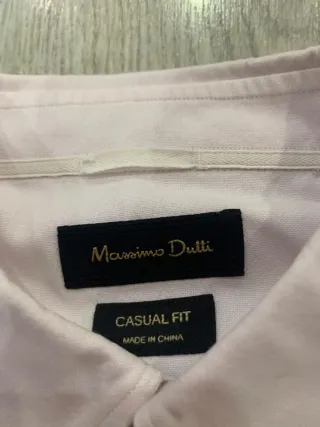 Massimo Dutti
CASUAL FIT
MADE IN CHINA